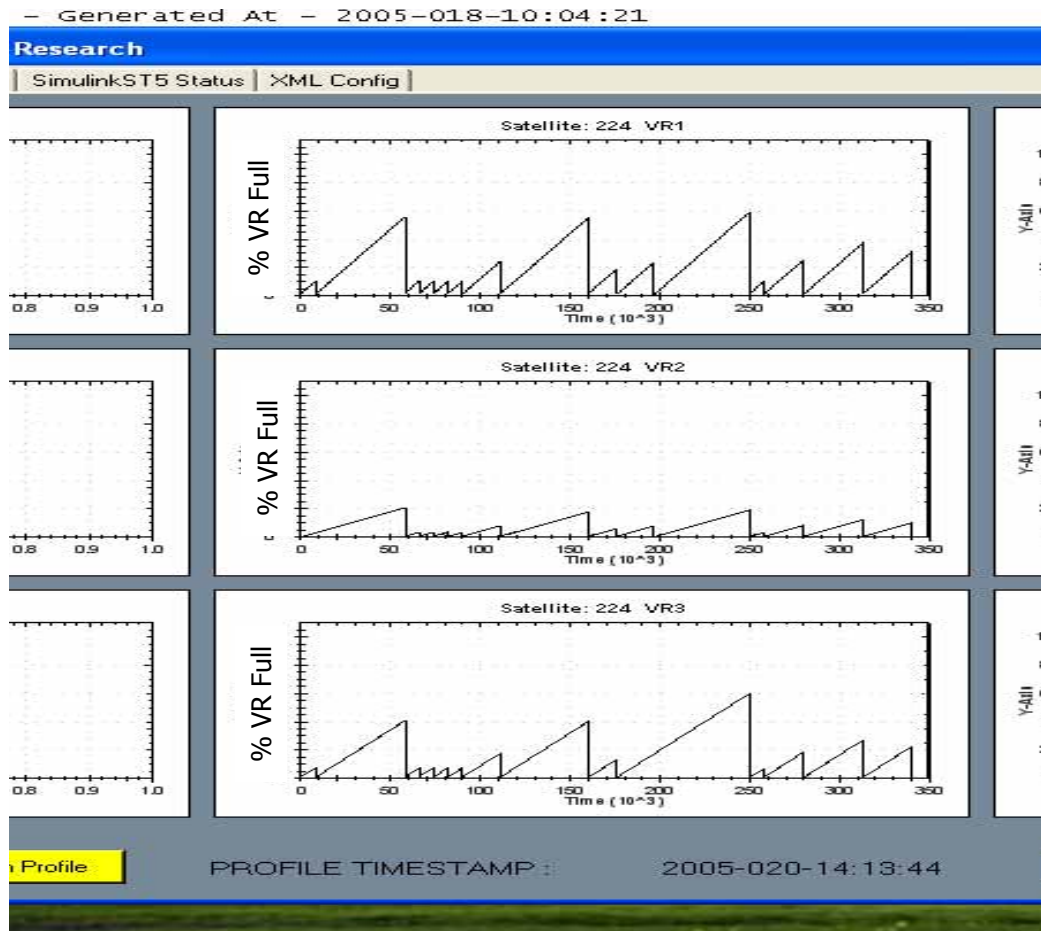 - Generated At - 2005-018-10:04:21
Research
SimulinkST5 Status XML Config
Satellite: 224 VR1
% VR Full
Y-Axis
0.8 0.9 1.0
0 50 100 150 200 250 300 350
Time (10^3)
Satellite: 224 VR2
% VR Full
Y-Axis
0.8 0.9 1.0
0 50 100 150 200 250 300 350
Time (10^3)
Satellite: 224 VR3
% VR Full
Y-Axis
0.8 0.9 1.0
0 50 100 150 200 250 300 350
Time (10^3)
Profile PROFILE TIMESTAMP : 2005-020-14:13:44